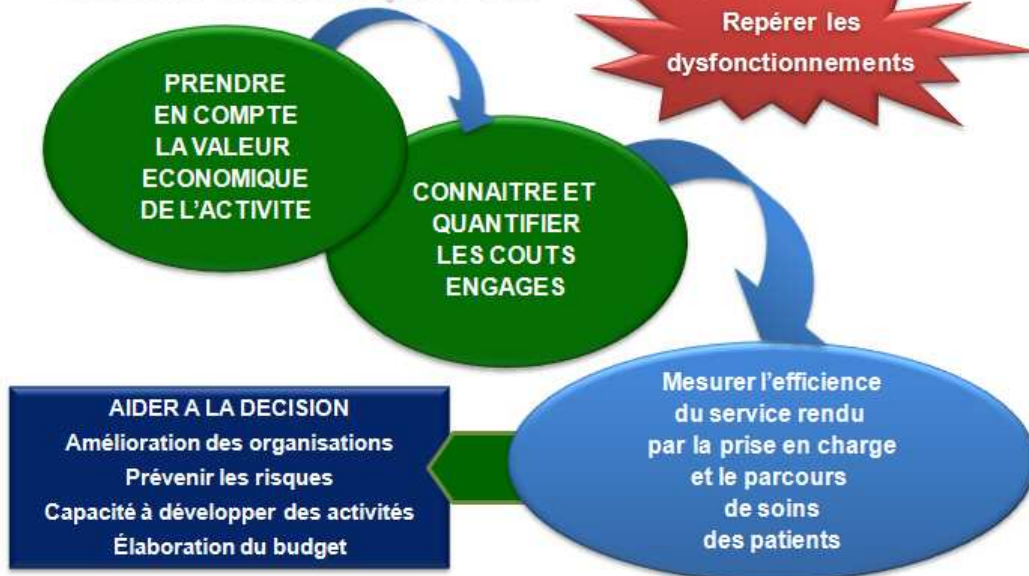 Repérer les
dysfonctionnements
PRENDRE
EN COMPTE
LA VALEUR
ECONOMIQUE
DE L'ACTIVITE
CONNAITRE ET
QUANTIFIER
LES COUTS
ENGAGES
Mesurer l'efficience
du service rendu
par la prise en charge
et le parcours
de soins
des patients
AIDER A LA DECISION
Amélioration des organisations
Prévenir les risques
Capacité à développer des activités
Élaboration du budget